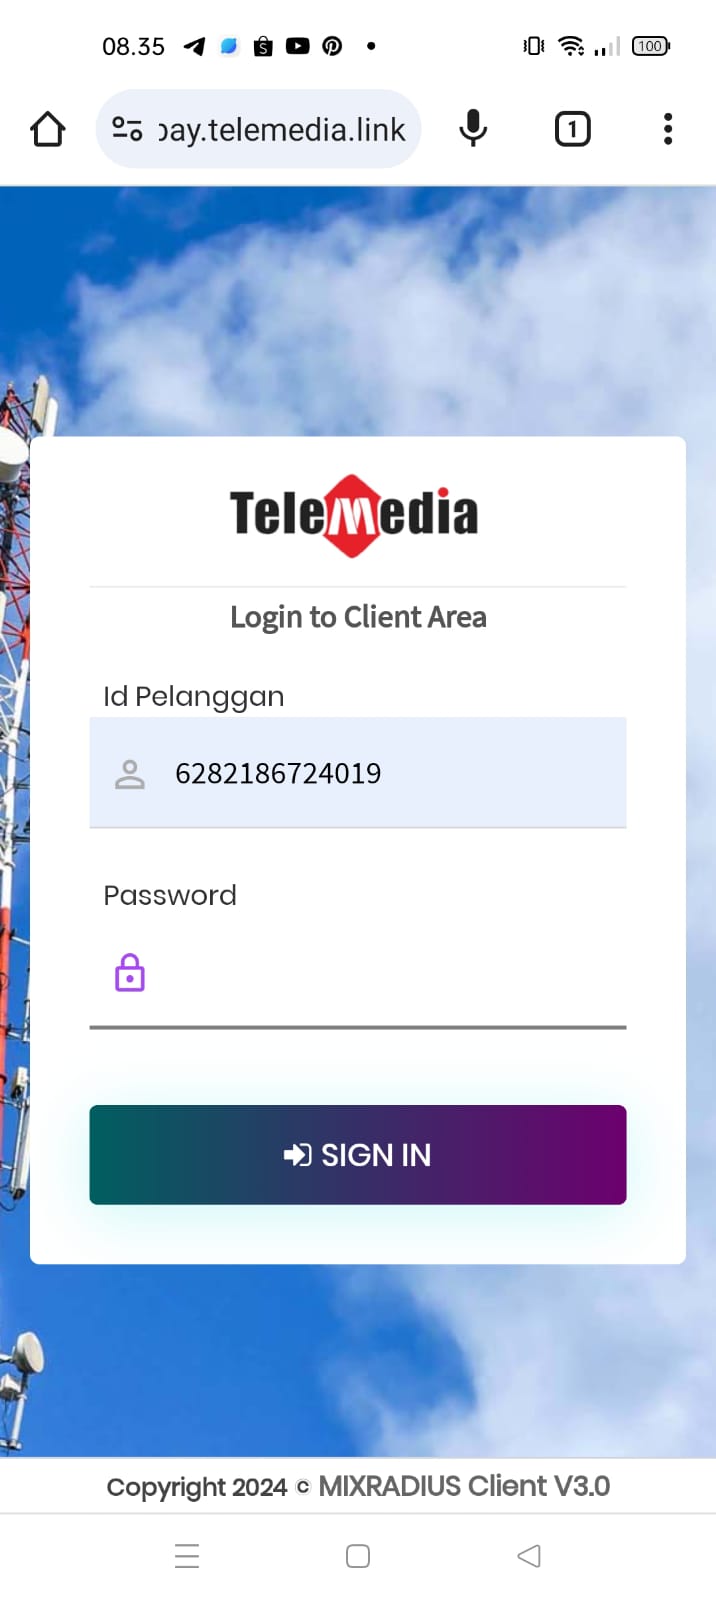 08.35
100
pay.telemedia.link
1
TeleMedia
Login to Client Area
Id Pelanggan
6282186724019
Password
SIGN IN
Copyright 2024 © MIXRADIUS Client V3.0